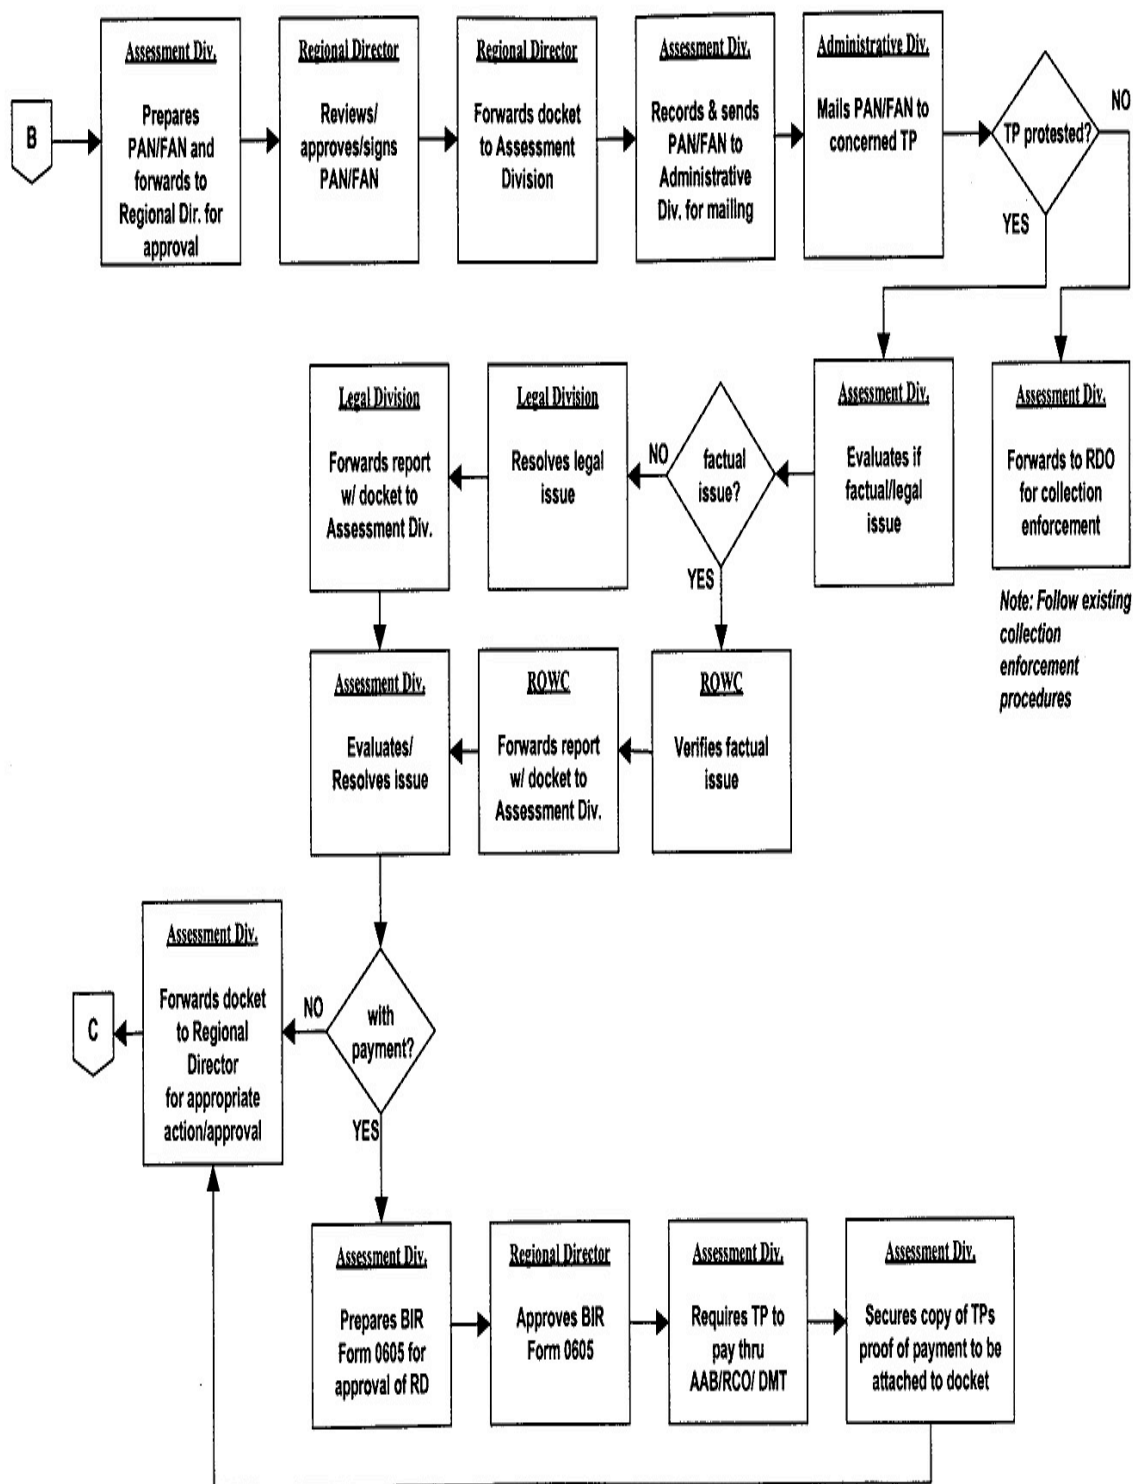 B
Assessment Div.
Prepares
PAN/FAN and
forwards to
Regional Dir. for
approval
Regional Director
Reviews/
approves/signs
PAN/FAN
Regional Director
Forwards docket
to Assessment
Division
Assessment Div.
Records & sends
PAN/FAN to
Administrative
Div. for mailing
Administrative Div.
Mails PAN/FAN to
concerned TP
TP protested?
NO
YES
Legal Division
Forwards report
w/ docket to
Assessment Div.
Legal Division
Resolves legal
issue
NO
factual
issue?
YES
Assessment Div.
Evaluates if
factual/legal
issue
Assessment Div.
Forwards to RDO
for collection
enforcement
Note: Follow existing
collection
enforcement
procedures
Assessment Div.
Evaluates/
Resolves issue
ROWC
Forwards report
w/ docket to
Assessment Div.
ROWC
Verifies factual
issue
C
Assessment Div.
Forwards docket
to Regional
Director
for appropriate
action/approval
NO
with
payment?
YES
Assessment Div.
Prepares BIR
Form 0605 for
approval of RD
Regional Director
Approves BIR
Form 0605
Assessment Div.
Requires TP to
pay thru
AAB/RCO/ DMT
Assessment Div.
Secures copy of TPs
proof of payment to be
attached to docket